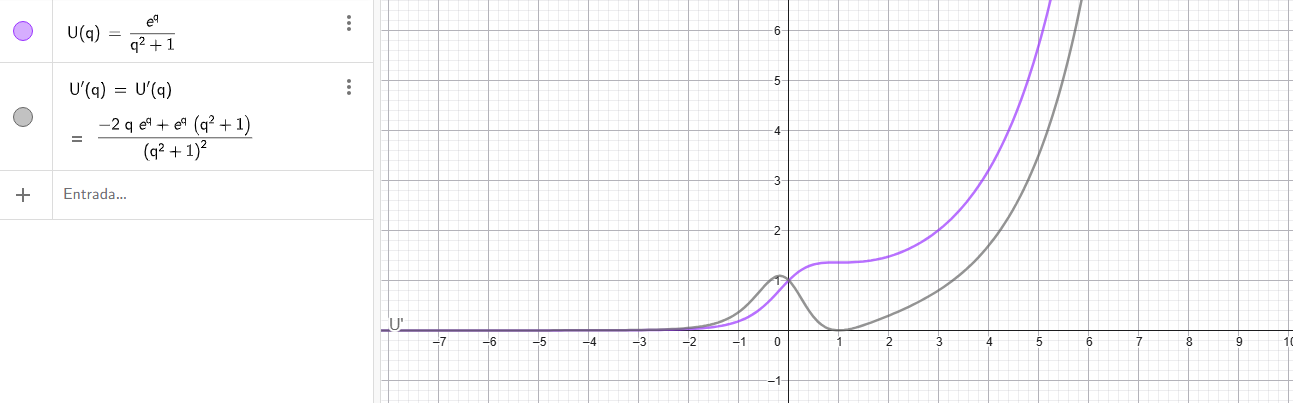 U(q) = e^q / (q² + 1)
U′(q) = U′(q)
= (−2 q e^q + e^q (q² + 1)) / (q² + 1)²
+ Entrada...
6
5
4
3
2
1
−7 −6 −5 −4 −3 −2 −1 0 1 2 3 4 5 6 7 8 9 10
−1
U'